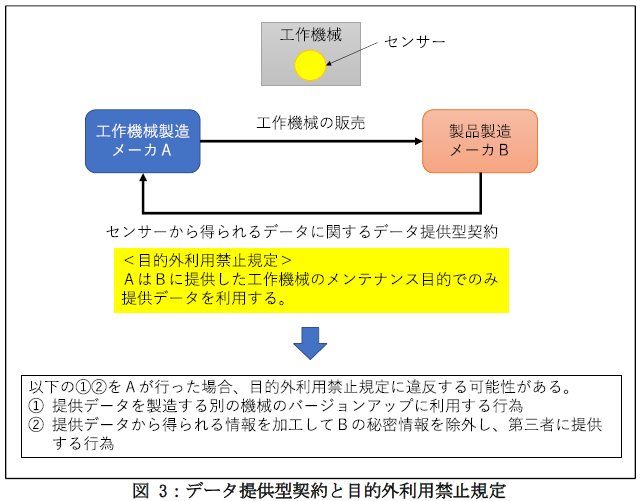 工作機械
センサー
工作機械製造
メーカA
工作機械の販売
製品製造
メーカB
センサーから得られるデータに関するデータ提供型契約
＜目的外利用禁止規定＞
AはBに提供した工作機械のメンテナンス目的でのみ
提供データを利用する。
以下の①②をAが行った場合、目的外利用禁止規定に違反する可能性がある。
① 提供データを製造する別の機械のバージョンアップに利用する行為
② 提供データから得られる情報を加工してBの秘密情報を除外し、第三者に提供
する行為
図 3：データ提供型契約と目的外利用禁止規定